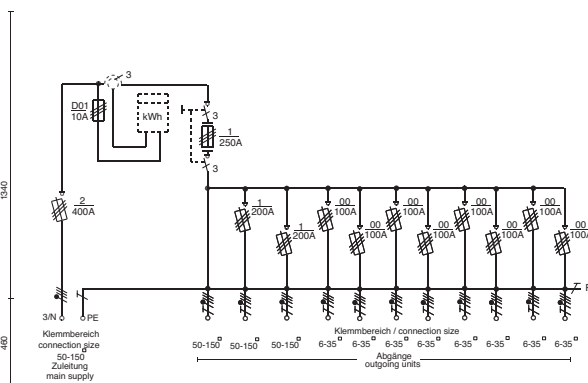 3
D01
10A
kWh
3
1
250A
3
1340
2
400A
1
200A
1
200A
00
100A
00
100A
00
100A
00
100A
00
100A
00
100A
00
100A
00
100A
3/N
PE
Klemmbereich
connection size
50-150
Zuleitung
main supply
460
Klemmbereich / connection size
50-150
50-150
50-150
6-35
6-35
6-35
6-35
6-35
6-35
6-35
6-35
Abgänge
outgoing units